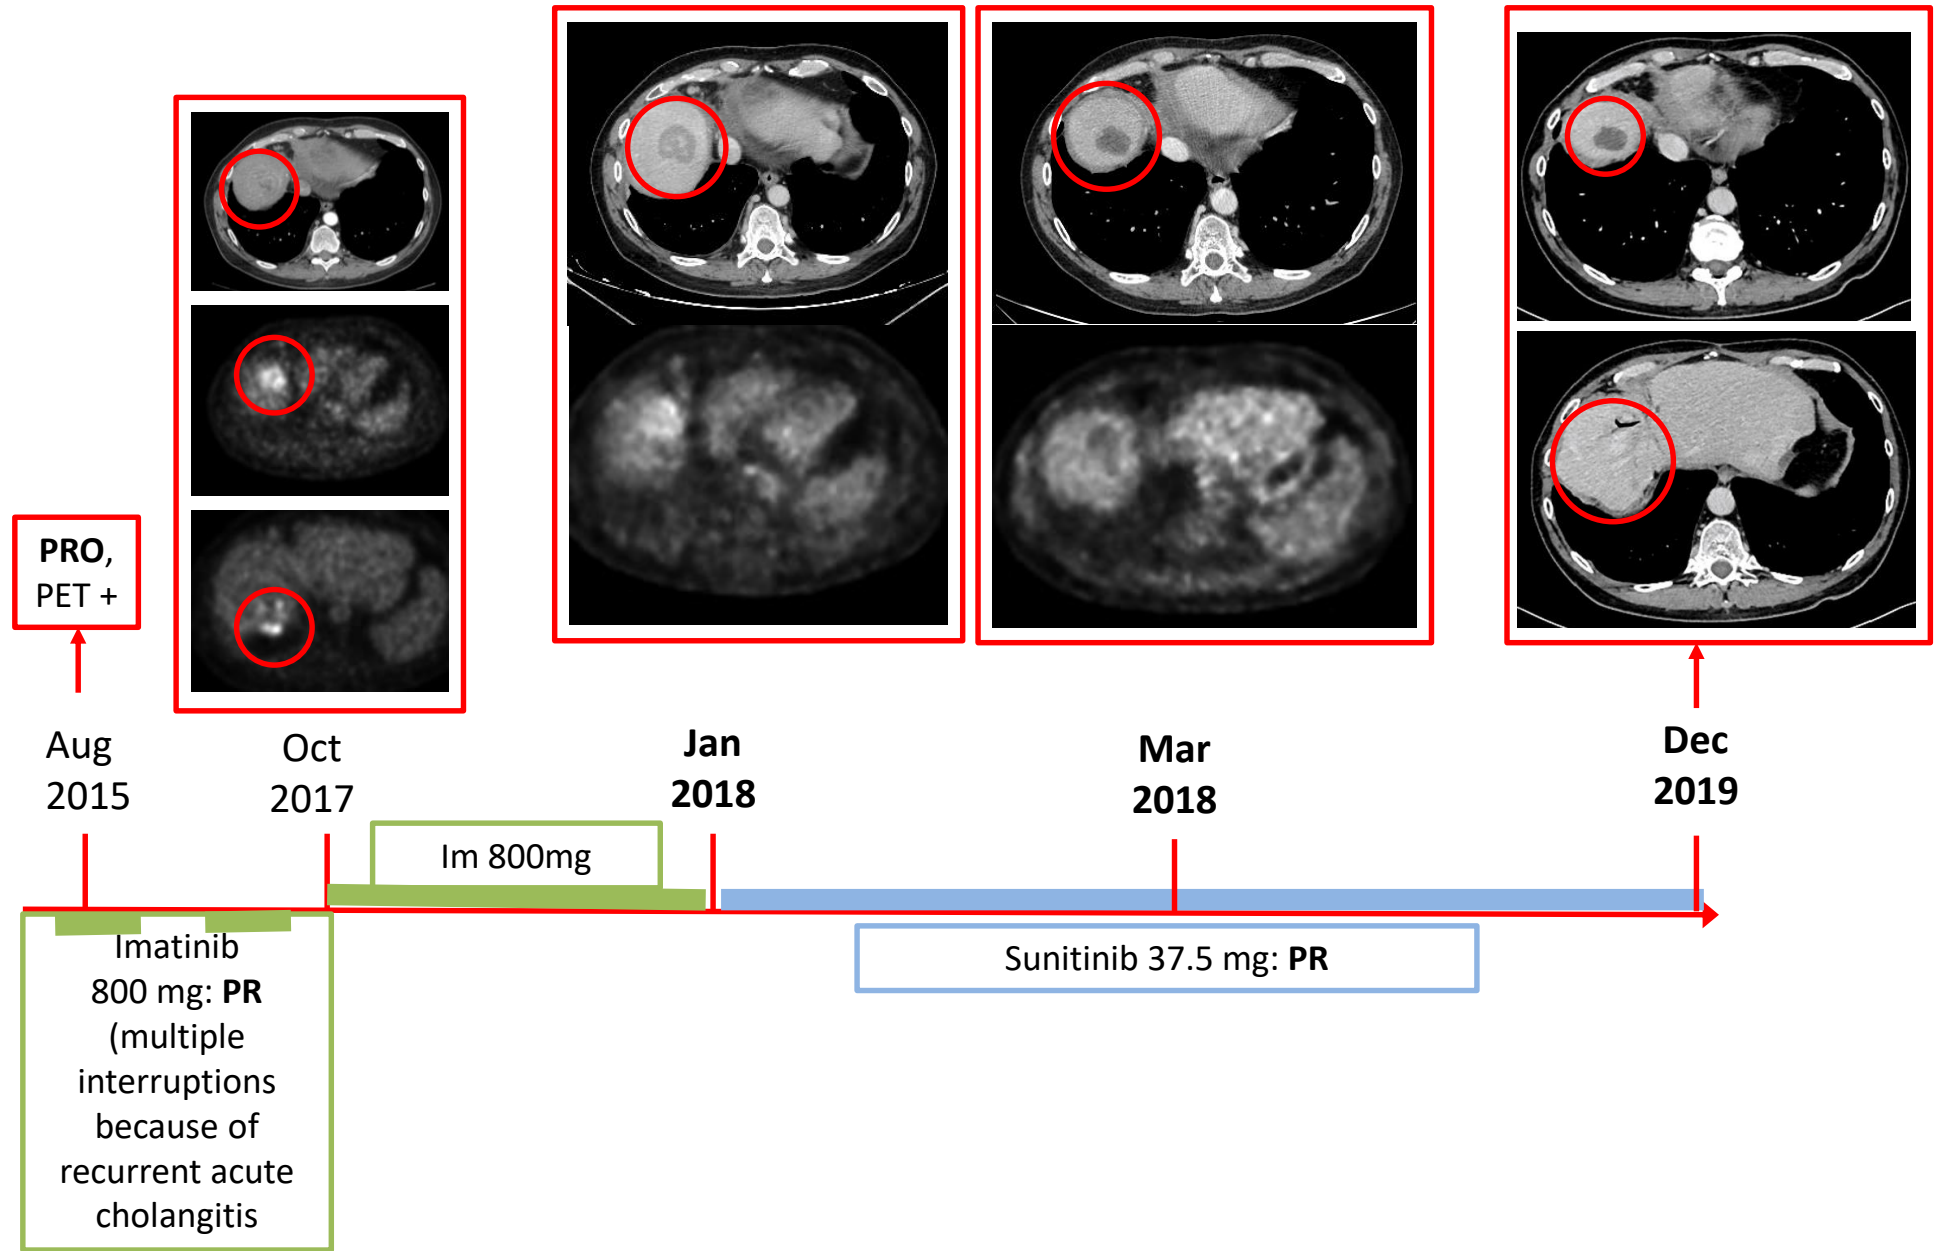 PRO,
PET +
Aug
2015
Oct
2017
Jan
2018
Mar
2018
Dec
2019
Im 800mg
Imatinib
800 mg: PR
(multiple
interruptions
because of
recurrent acute
cholangitis
Sunitinib 37.5 mg: PR